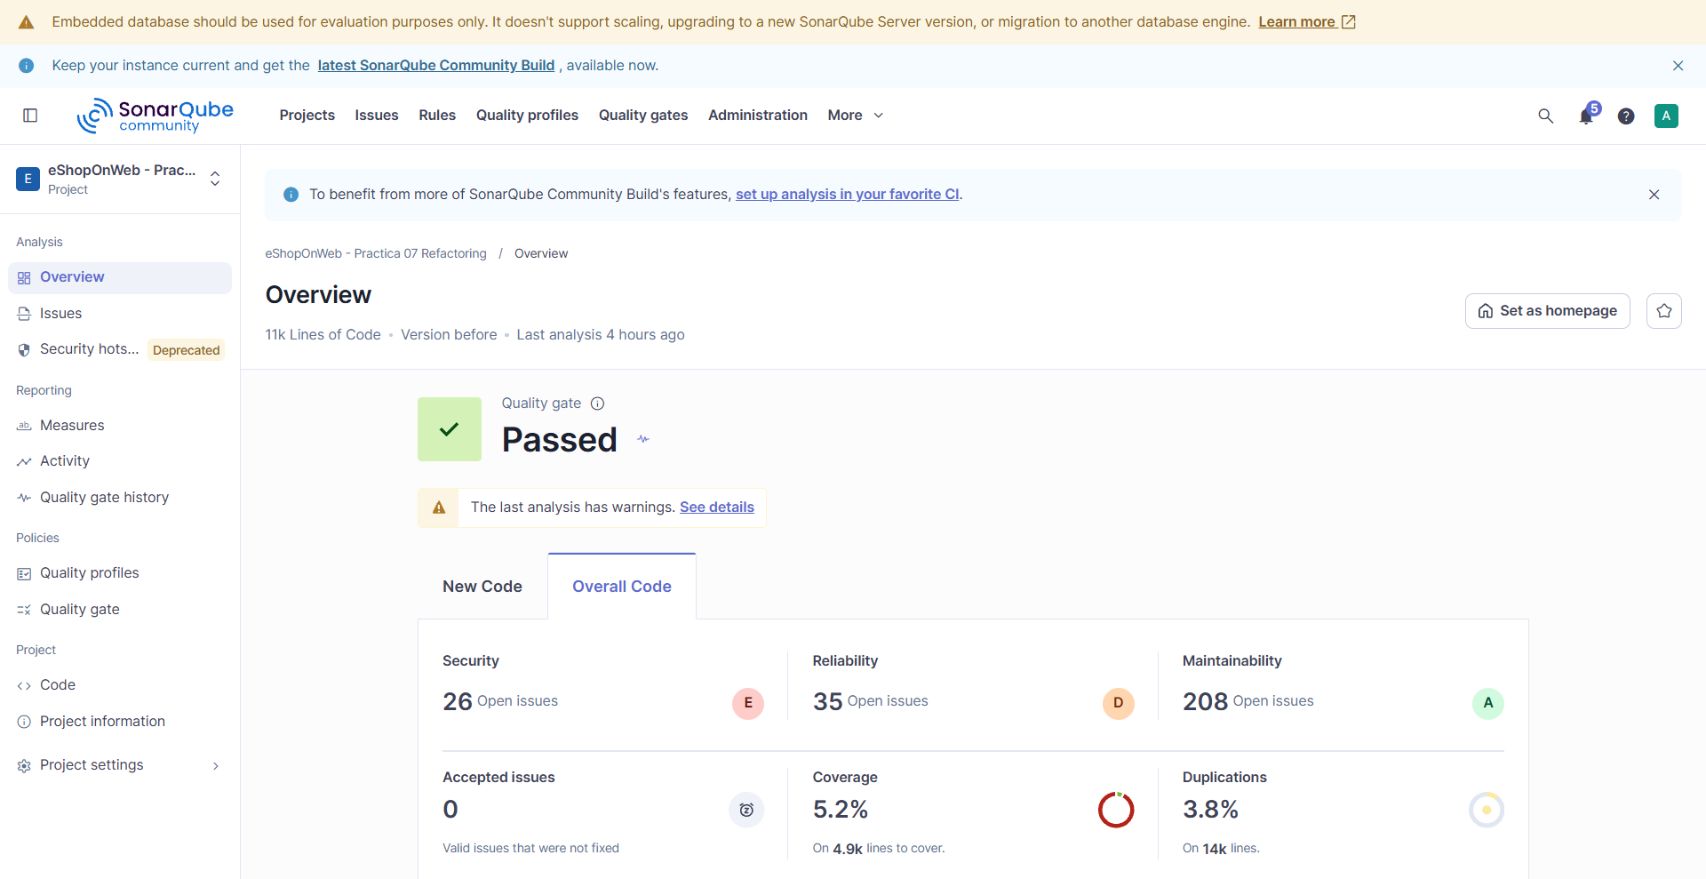 Embedded database should be used for evaluation purposes only. It doesn't support scaling, upgrading to a new SonarQube Server version, or migration to another database engine. Learn more
Keep your instance current and get the latest SonarQube Community Build , available now.
SonarQube community
Projects Issues Rules Quality profiles Quality gates Administration More
5
?
A
E
eShopOnWeb - Prac...
Project
To benefit from more of SonarQube Community Build's features, set up analysis in your favorite CI.
Analysis
Overview
Issues
Security hots... Deprecated
Reporting
Measures
Activity
Quality gate history
Policies
Quality profiles
Quality gate
Project
Code
Project information
Project settings
eShopOnWeb - Practica 07 Refactoring / Overview
Overview
11k Lines of Code • Version before • Last analysis 4 hours ago
Set as homepage
Quality gate
Passed
The last analysis has warnings. See details
New Code Overall Code
Security
26 Open issues E
Reliability
35 Open issues D
Maintainability
208 Open issues A
Accepted issues
0
Valid issues that were not fixed
Coverage
5.2%
On 4.9k lines to cover.
Duplications
3.8%
On 14k lines.